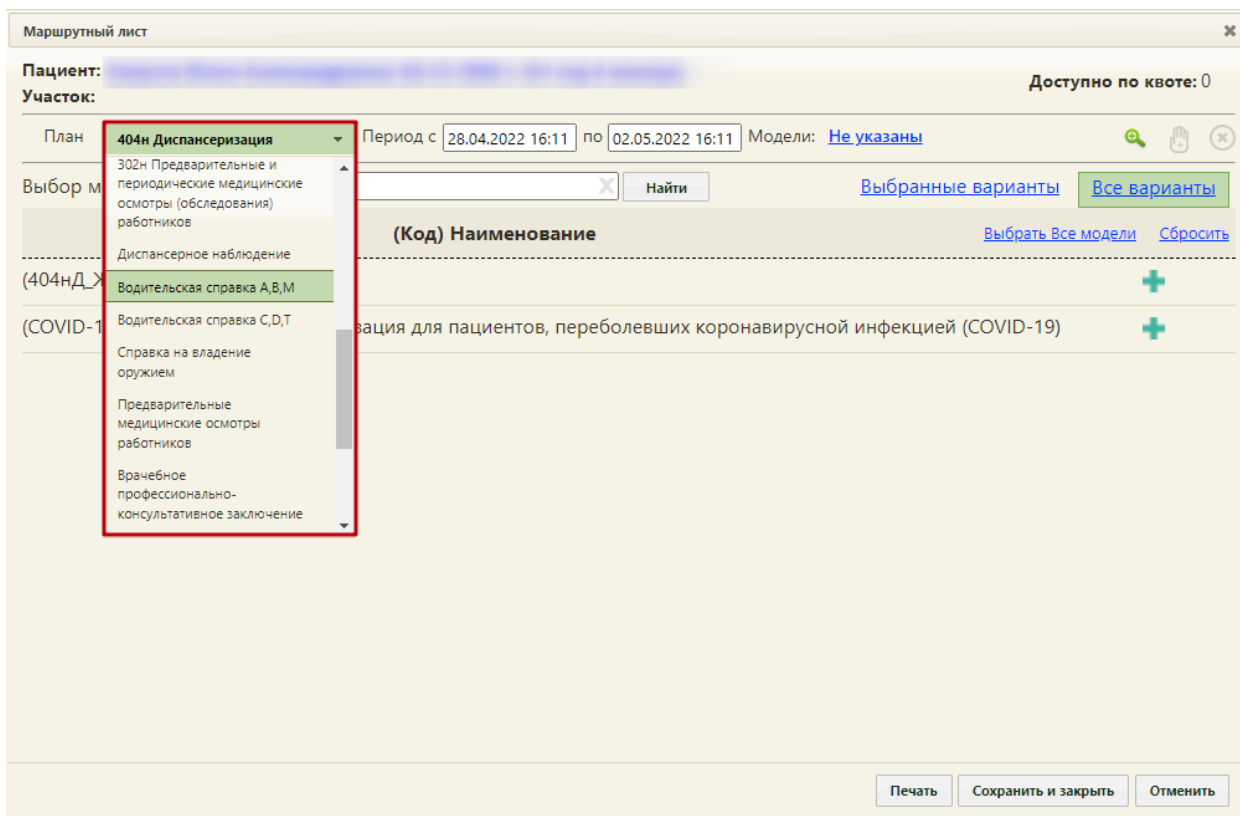 Маршрутный лист
Пациент:
Участок:
Доступно по квоте: 0
План 404н Диспансеризация Период с 28.04.2022 16:11 по 02.05.2022 16:11 Модели: Не указаны
302н Предварительные и
периодические медицинские
осмотры (обследования)
работников
Диспансерное наблюдение
Водительская справка A,B,M
Водительская справка C,D,T
Справка на владение
оружием
Предварительные
медицинские осмотры
работников
Врачебное
профессионально-
консультативное заключение
Выбор м X Найти Выбранные варианты Все варианты
(Код) Наименование Выбрать Все модели Сбросить
(404нД_Ж
(COVID-1 зация для пациентов, переболевших коронавирусной инфекцией (COVID-19)
Печать Сохранить и закрыть Отменить